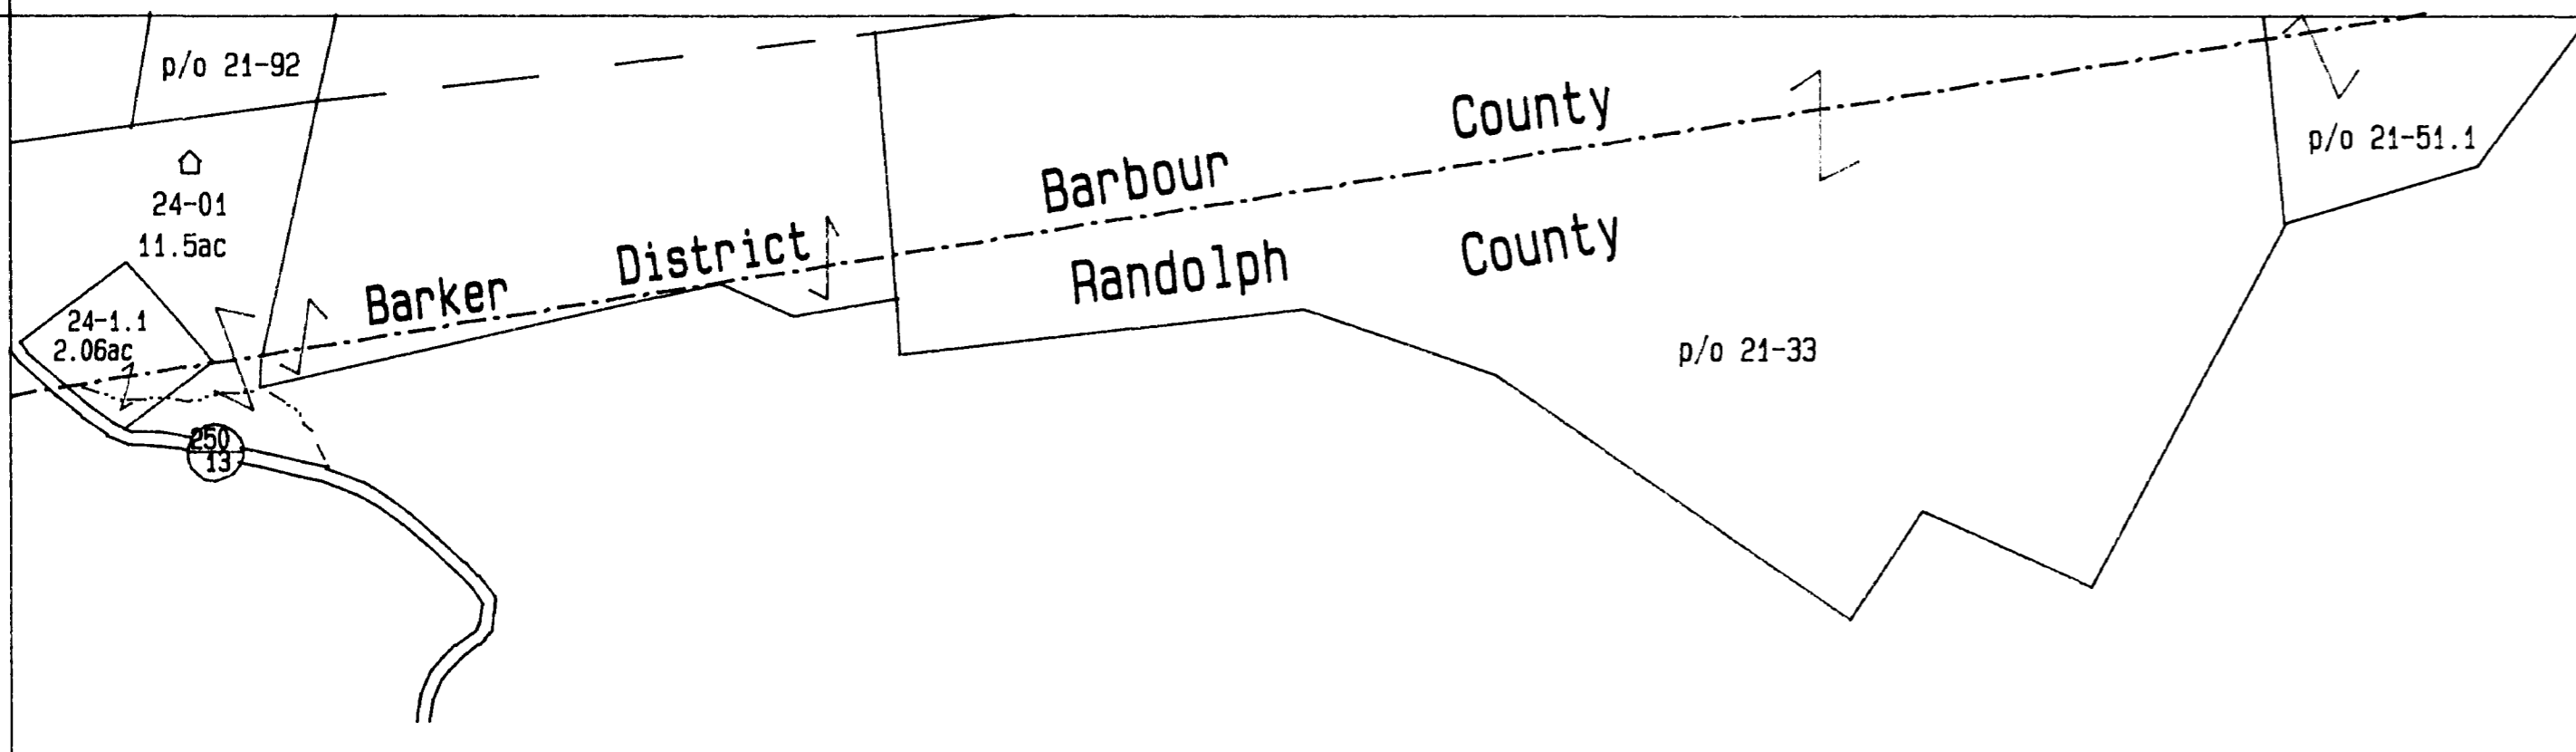 p/o 21-92
24-01
11.5ac
24-1.1
2.06ac
250
13
Barker District
Barbour County
Randolph County
p/o 21-33
p/o 21-51.1